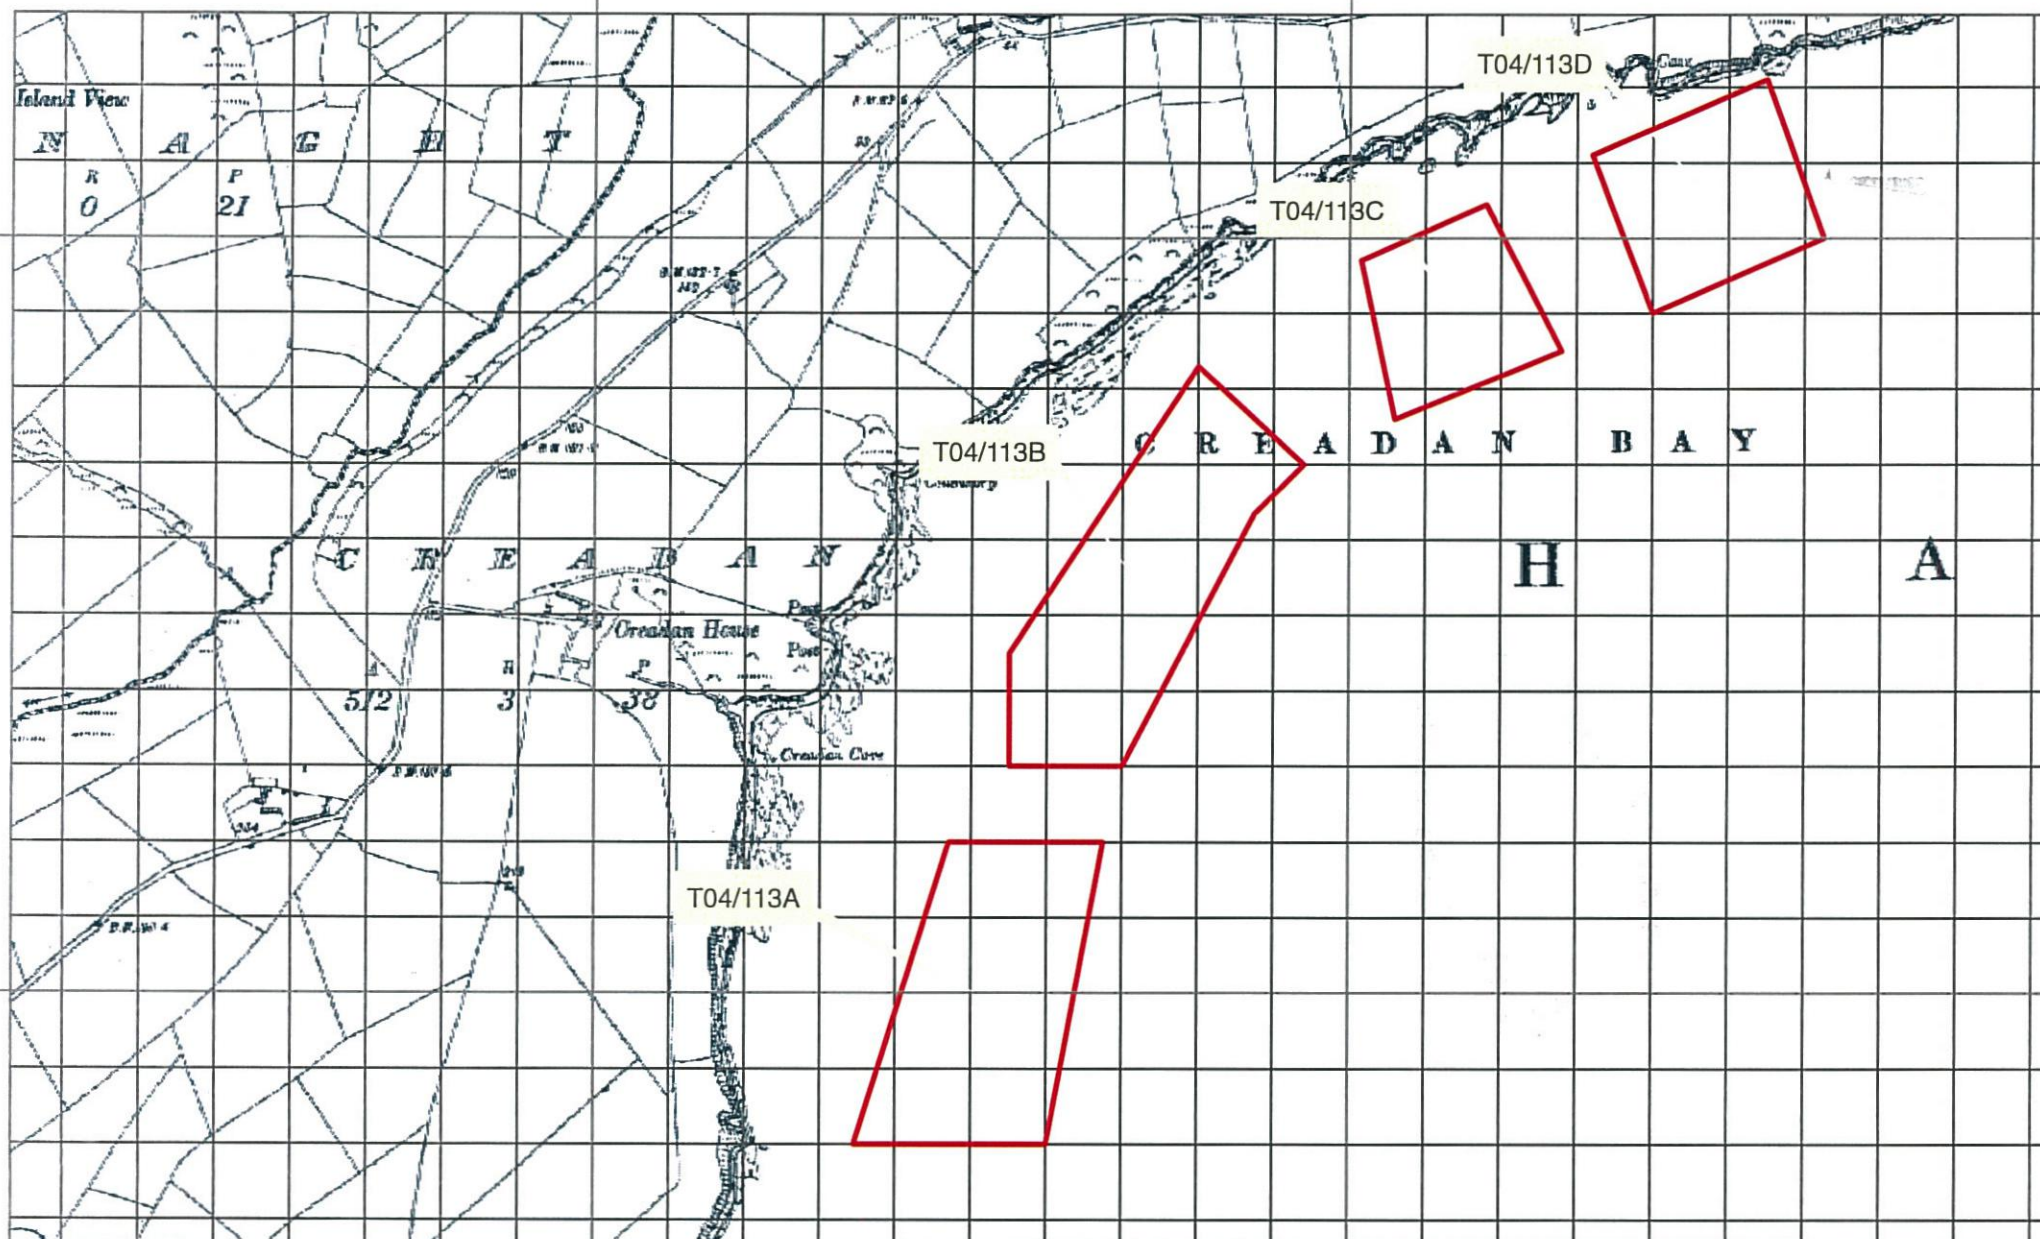 T04/113D
Cave
Island View
N A G H T
R P
0 21
T04/113C
T04/113B
C R E A D A N B A Y
H A
C R E A D A N
Post
Creadan House
Post
A R P
512 3 38
Creadan Cove
T04/113A